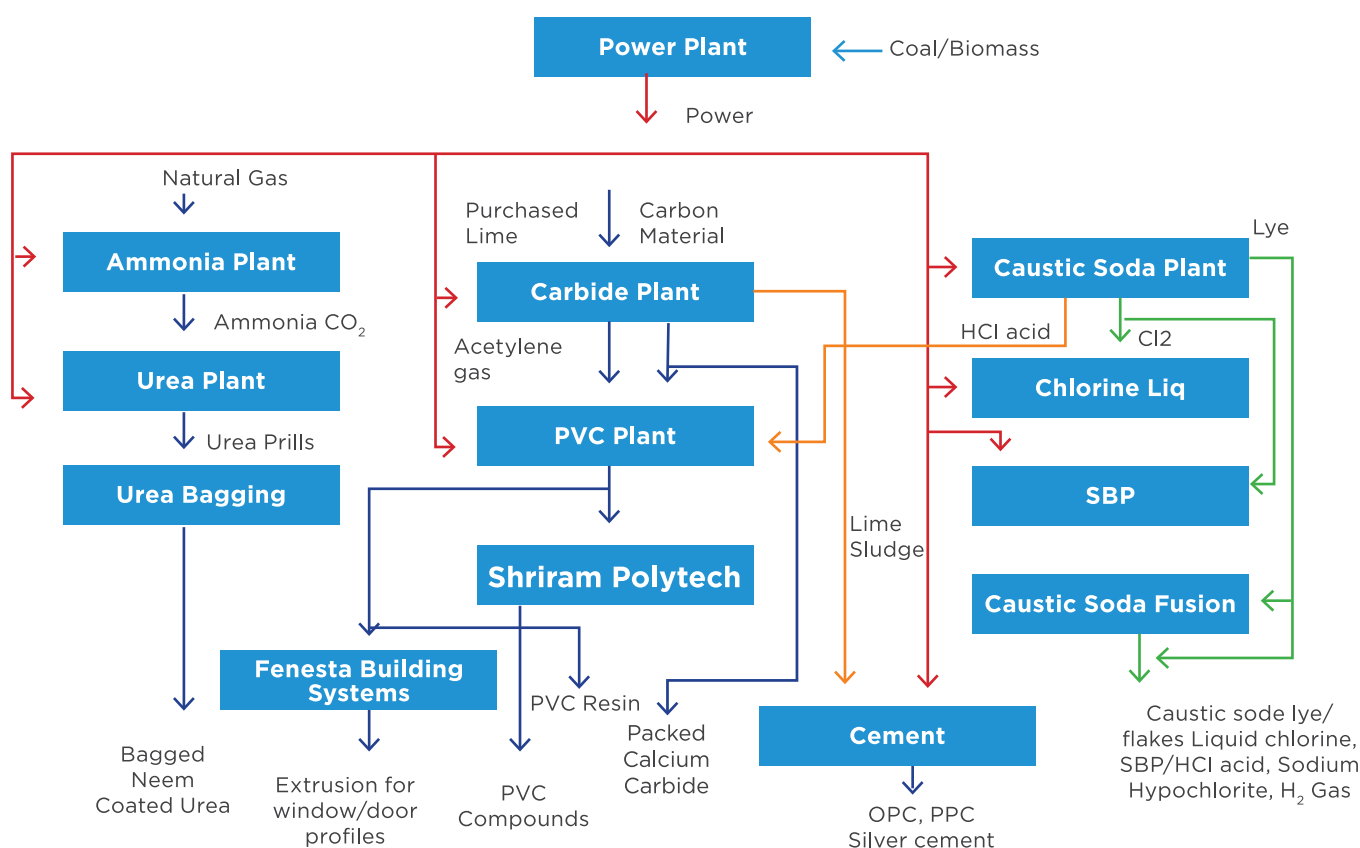 Power Plant
Coal/Biomass
Power
Natural Gas
Purchased
Lime
Carbon
Material
Lye
Ammonia Plant
Carbide Plant
Caustic Soda Plant
Ammonia CO₂
Acetylene
gas
HCl acid
Cl2
Urea Plant
PVC Plant
Chlorine Liq
Urea Prills
Urea Bagging
SBP
Lime
Sludge
Shriram Polytech
Caustic Soda Fusion
Fenesta Building
Systems
PVC Resin
Packed
Calcium
Carbide
Cement
Caustic sode lye/
flakes Liquid chlorine,
SBP/HCl acid, Sodium
Hypochlorite, H₂ Gas
Bagged
Neem
Coated Urea
Extrusion for
window/door
profiles
PVC
Compounds
OPC, PPC
Silver cement